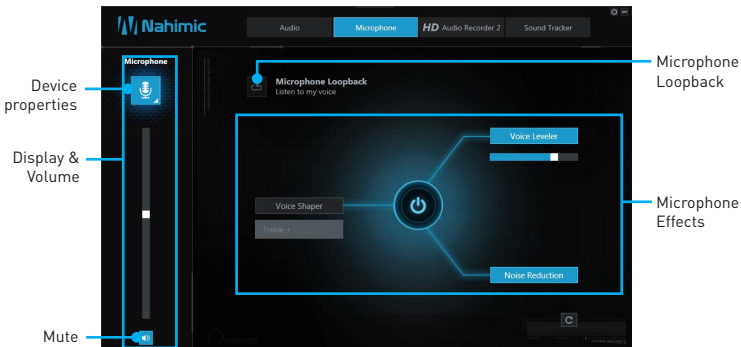 Nahimic
Audio
Microphone
HD Audio Recorder 2
Sound Tracker
Microphone
Microphone Loopback
Listen to my voice
Voice Leveler
Voice Shaper
Treble +
Noise Reduction
Device
properties
Display &
Volume
Mute
Microphone
Loopback
Microphone
Effects